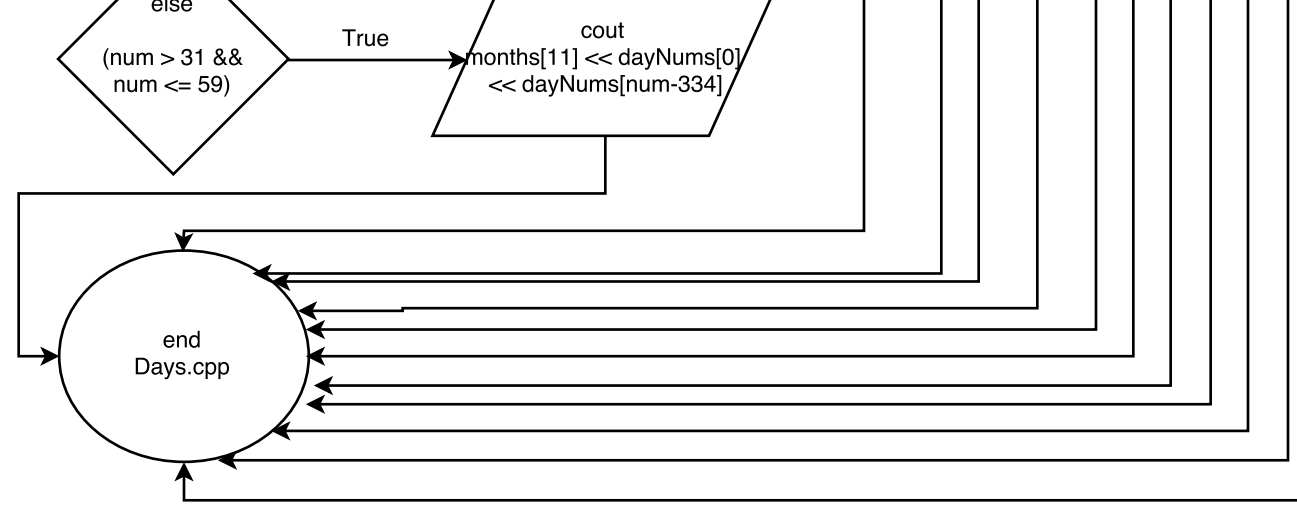 else
(num > 31 &&
num <= 59)
True
cout
months[11] << dayNums[0]
<< dayNums[num-334]
end
Days.cpp